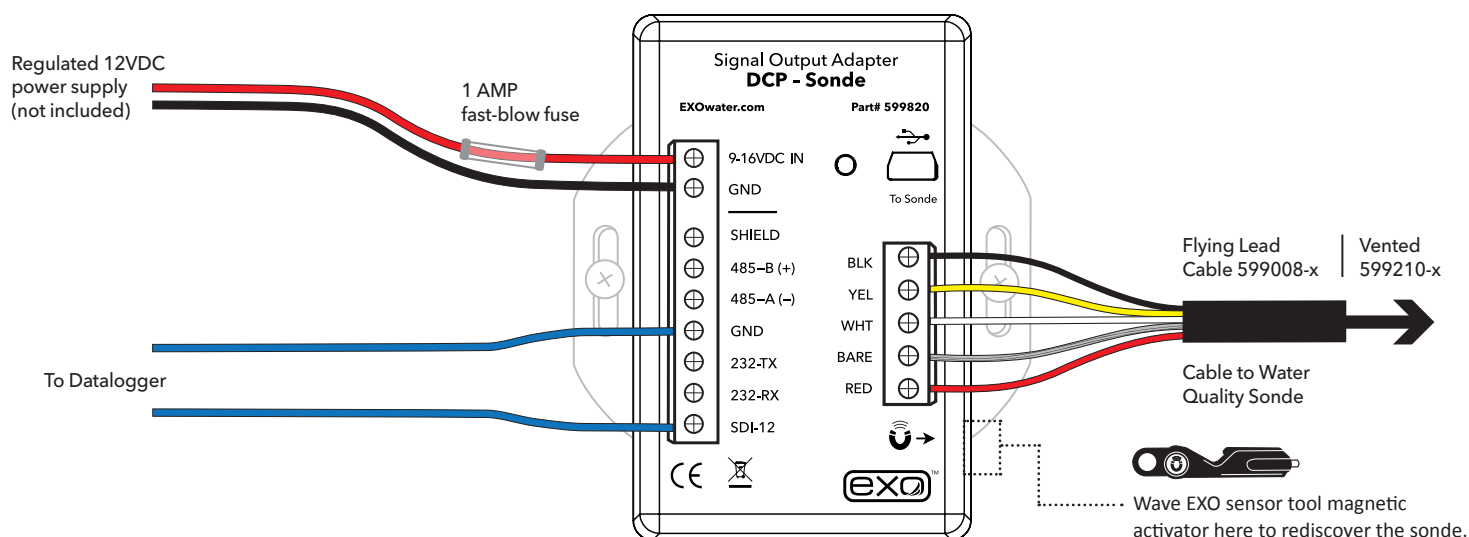 Regulated 12VDC
power supply
(not included)
1 AMP
fast-blow fuse
Signal Output Adapter
DCP - Sonde
EXOwater.com Part# 599820
9-16VDC IN
GND
SHIELD
485–B (+)
485–A (–)
GND
232-TX
232-RX
SDI-12
To Sonde
BLK
YEL
WHT
BARE
RED
CE
exo™
To Datalogger
Flying Lead
Cable 599008-x
Vented
599210-x
Cable to Water
Quality Sonde
Wave EXO sensor tool magnetic
activator here to rediscover the sonde.